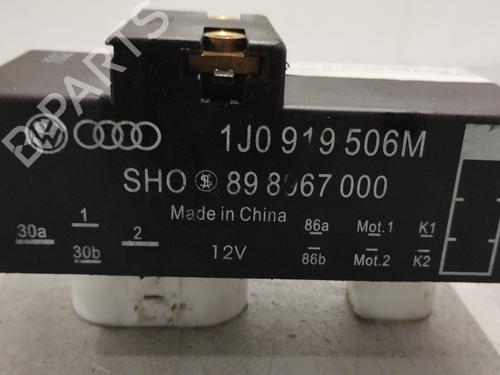 B-PARTS
1J0 919 506M
SHO 89 8967 000
Made in China
30a 1 2 12V 86a Mot.1 K1
30b 86b Mot.2 K2